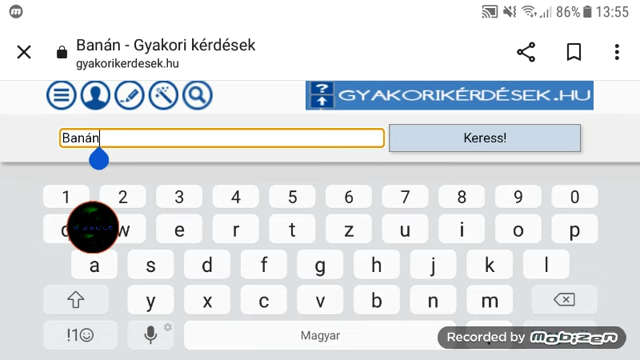 86% 13:55
Banán - Gyakori kérdések
gyakorikerdesek.hu
GYAKORIKÉRDÉSEK.HU
Banán
Keress!
1 2 3 4 5 6 7 8 9 0
q w e r t z u i o p
a s d f g h j k l
y x c v b n m
!1 Magyar
Recorded by MOBIZEN